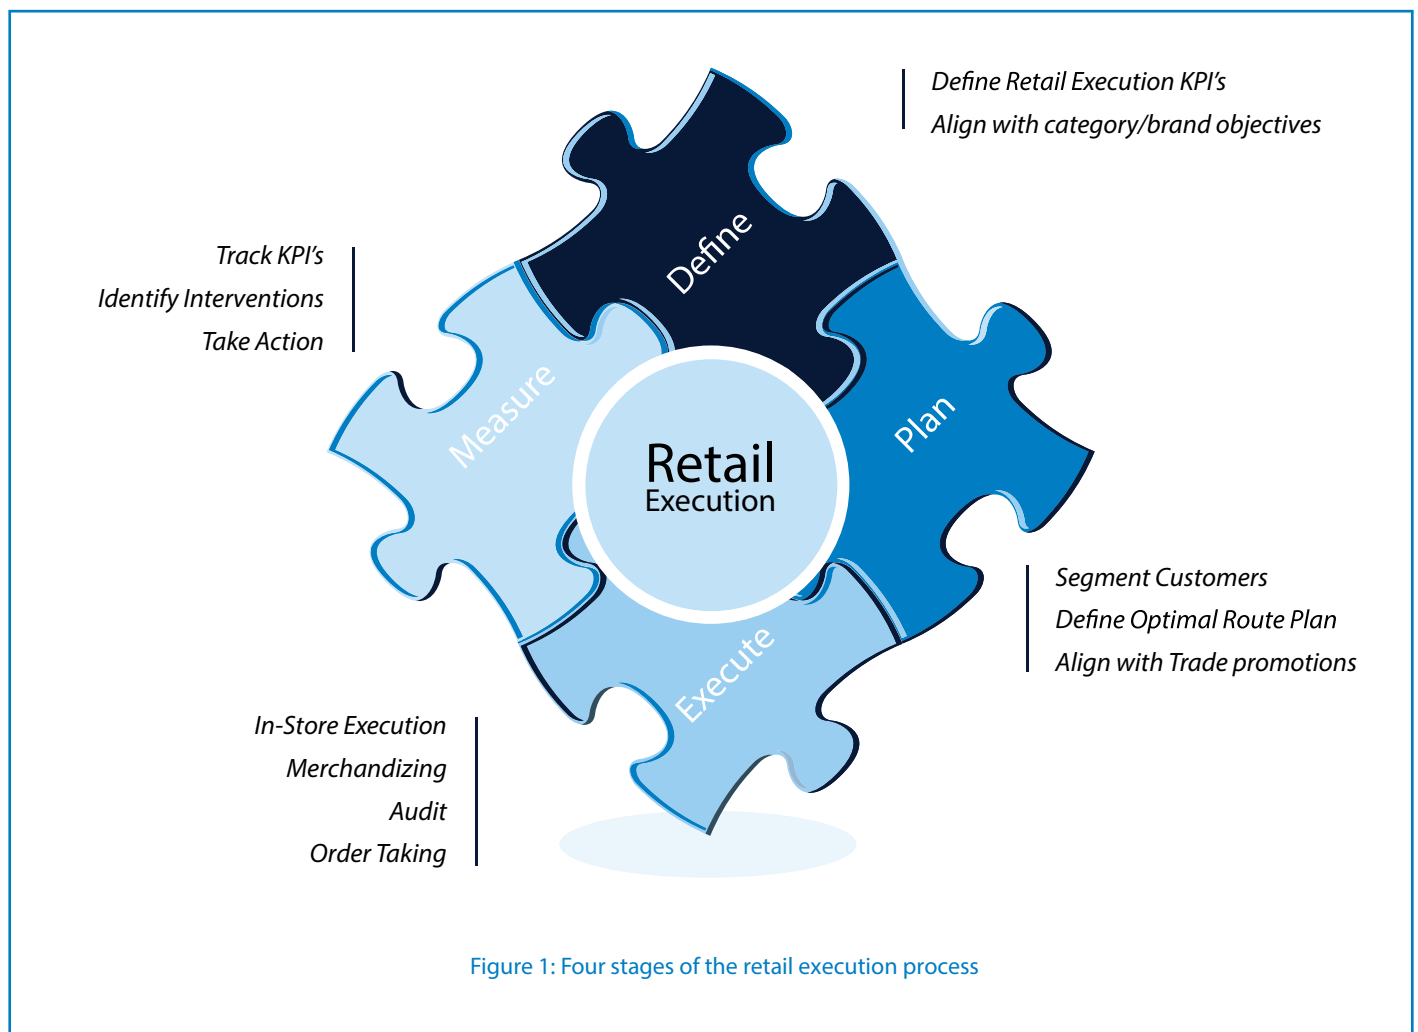 Define Retail Execution KPI's
Align with category/brand objectives
Define
Track KPI's
Identify Interventions
Take Action
Measure
Plan
Retail
Execution
Segment Customers
Define Optimal Route Plan
Align with Trade promotions
Execute
In-Store Execution
Merchandizing
Audit
Order Taking
Figure 1: Four stages of the retail execution process